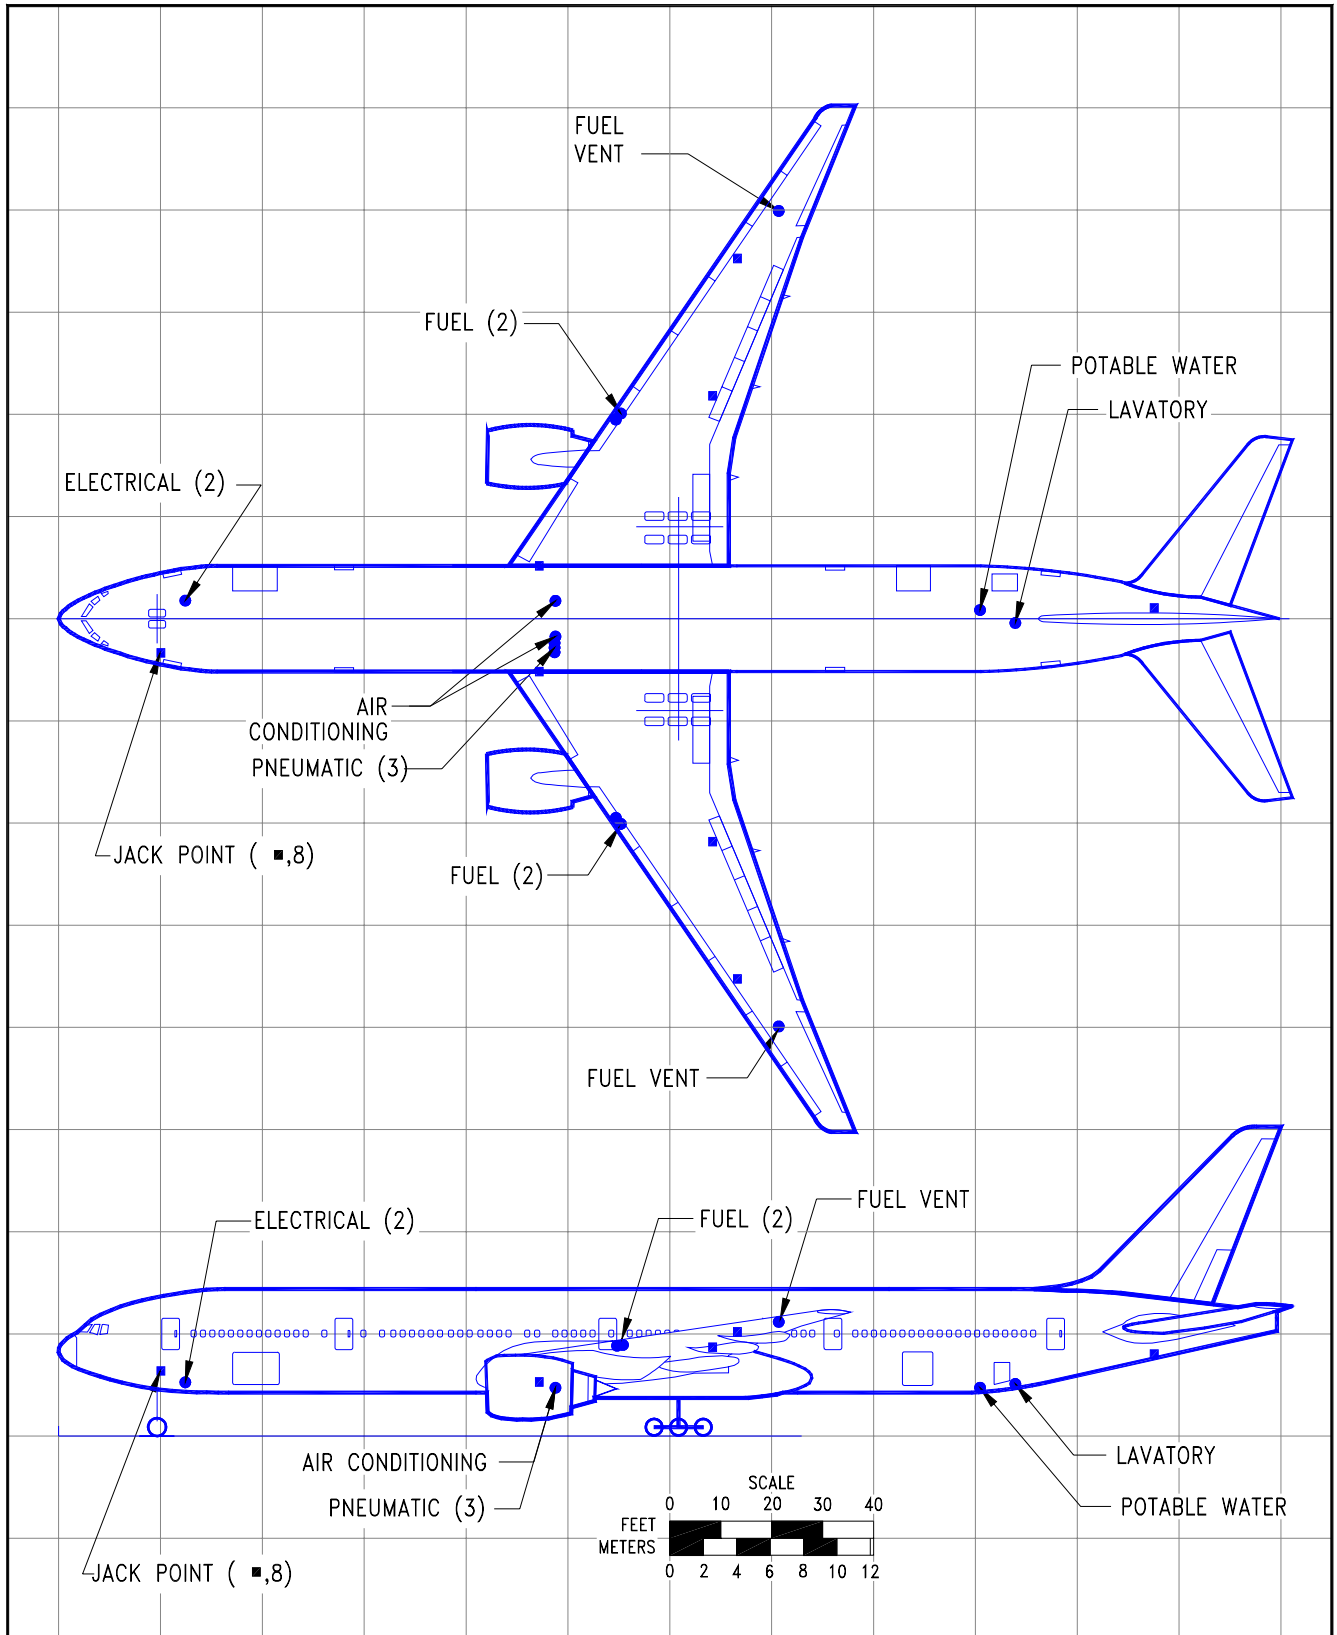 FUEL
VENT
FUEL (2)
POTABLE WATER
LAVATORY
ELECTRICAL (2)
AIR
CONDITIONING
PNEUMATIC (3)
JACK POINT ( ■,8)
FUEL (2)
FUEL VENT
FUEL VENT
ELECTRICAL (2)
FUEL (2)
AIR CONDITIONING
LAVATORY
PNEUMATIC (3)
POTABLE WATER
JACK POINT ( ■,8)
SCALE
0 10 20 30 40
FEET
METERS
0 2 4 6 8 10 12